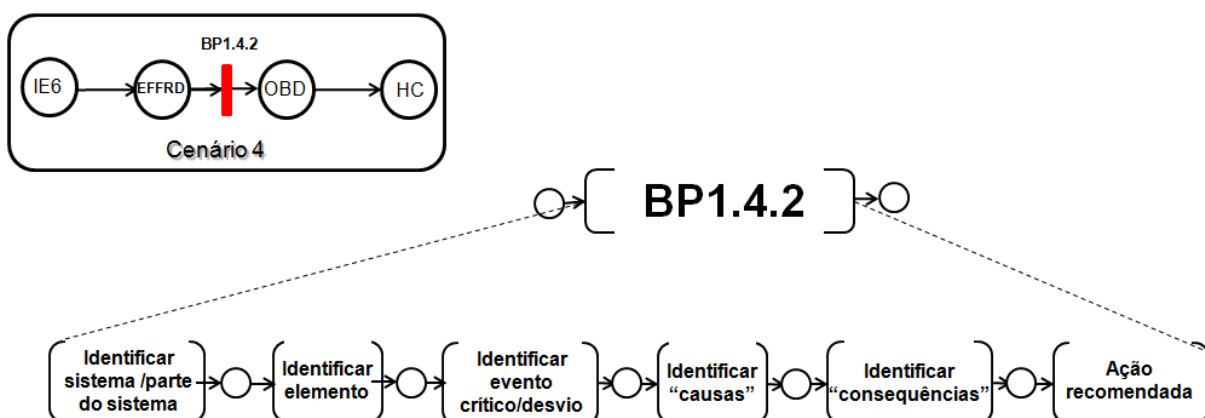 BP1.4.2
IE6
EFFRD
OBD
HC
Cenário 4
BP1.4.2
Identificar
sistema /parte
do sistema
Identificar
elemento
Identificar
evento
crítico/desvio
Identificar
“causas”
Identificar
“consequências”
Ação
recomendada